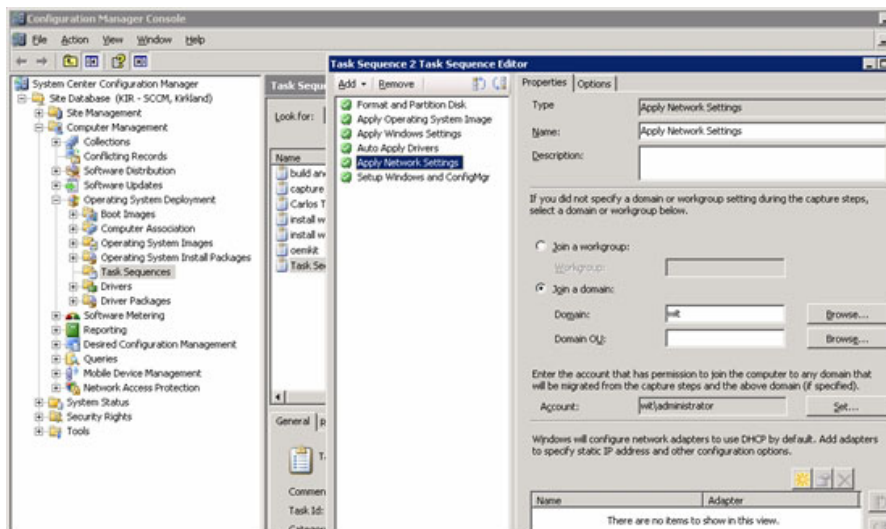 Configuration Manager Console
File Action View Window Help
System Center Configuration Manager
Site Database (KIR - SCCM, Kirkland)
Site Management
Computer Management
Collections
Conflicting Records
Software Distribution
Software Updates
Operating System Deployment
Boot Images
Computer Association
Operating System Images
Operating System Install Packages
Task Sequences
Drivers
Driver Packages
Software Metering
Reporting
Desired Configuration Management
Queries
Mobile Device Management
Network Access Protection
System Status
Security Rights
Tools
Task Sequ
Look for:
Name
build an
capture
Carlos T
install w
install w
oemkit
Task Se
General
Commen
Task Id:
Task Sequence 2 Task Sequence Editor
Add Remove
Format and Partition Disk
Apply Operating System Image
Apply Windows Settings
Auto Apply Drivers
Apply Network Settings
Setup Windows and ConfigMgr
Properties Options
Type Apply Network Settings
Name: Apply Network Settings
Description:
If you did not specify a domain or workgroup setting during the capture steps,
select a domain or workgroup below.
Join a workgroup:
Workgroup:
Join a domain:
Domain: wit Browse...
Domain OU: Browse...
Enter the account that has permission to join the computer to any domain that
will be migrated from the capture steps and the above domain (if specified).
Account: wit\administrator Set...
Windows will configure network adapters to use DHCP by default. Add adapters
to specify static IP address and other configuration options.
Name Adapter
There are no items to show in this view.